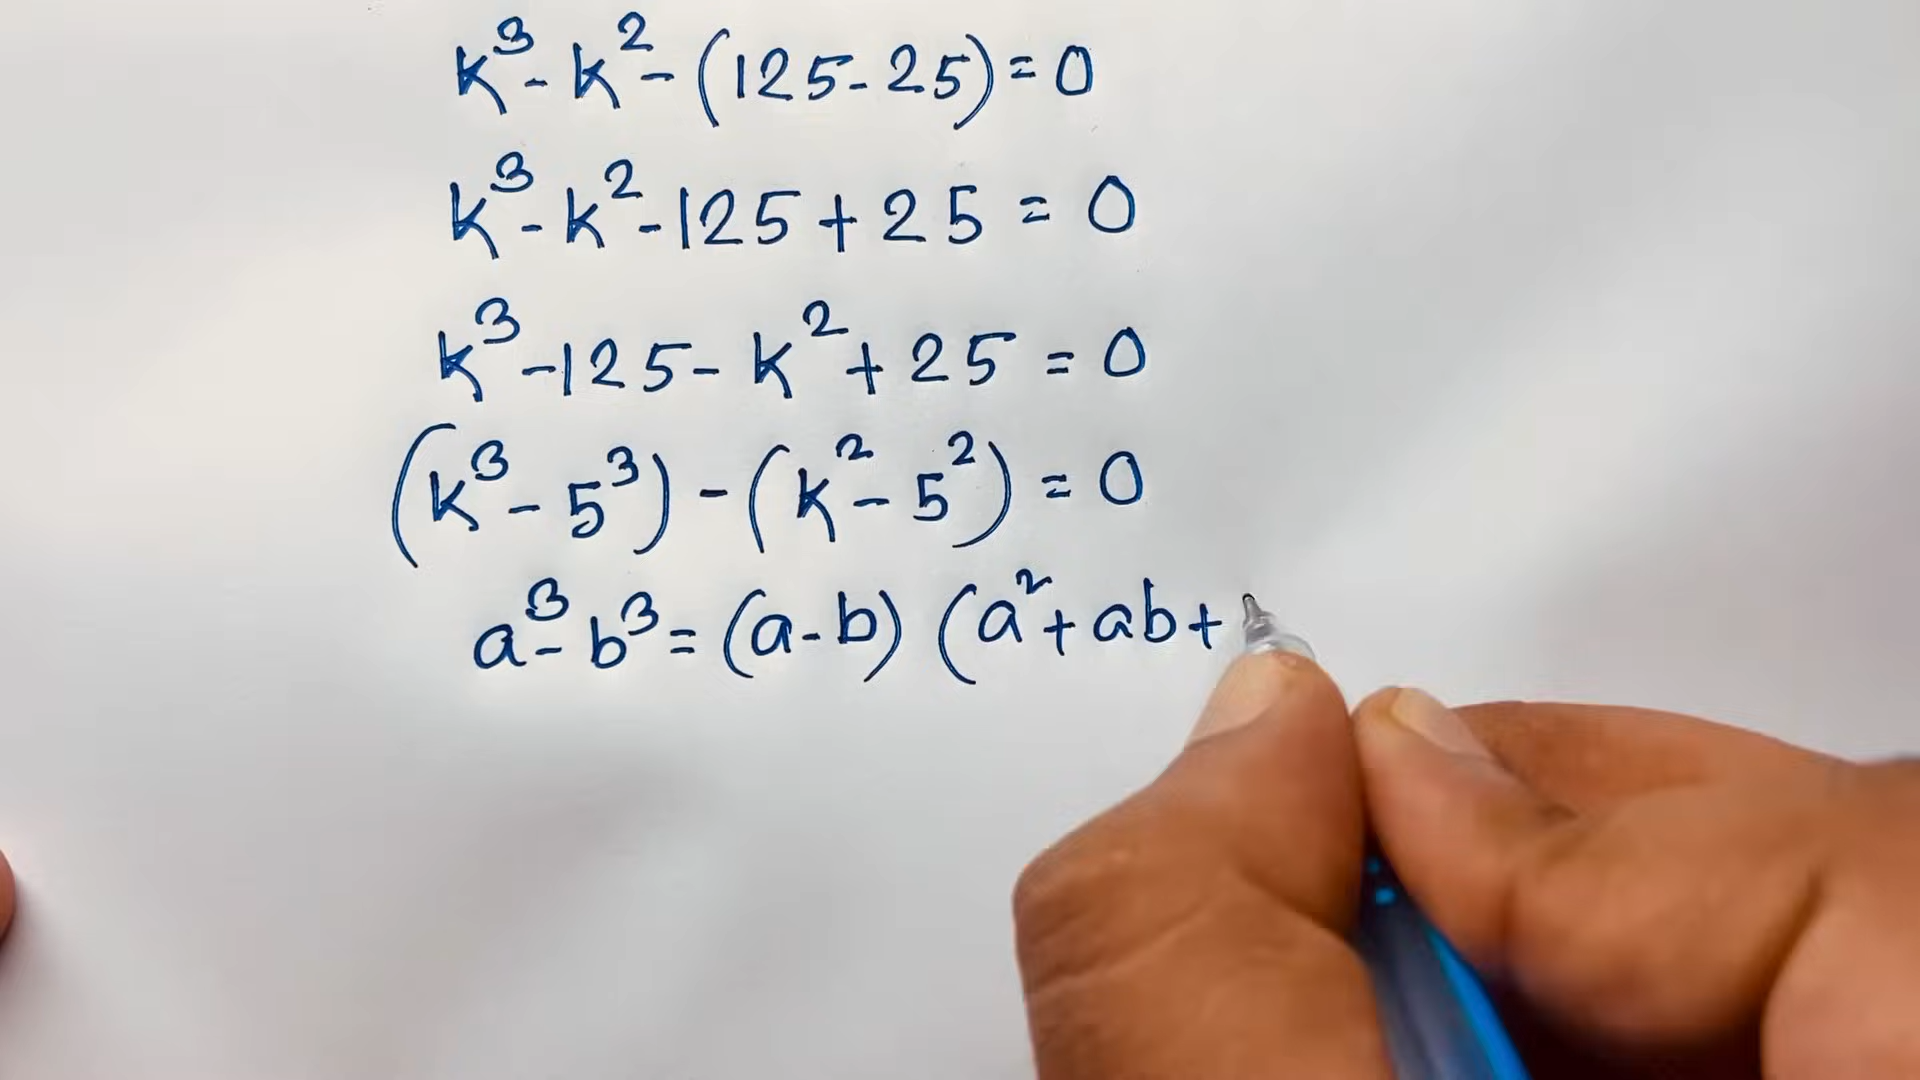 k³ - k² - (125 - 25) = 0
k³ - k² - 125 + 25 = 0
k³ - 125 - k² + 25 = 0
(k³ - 5³) - (k² - 5²) = 0
a³ - b³ = (a - b) (a² + ab +